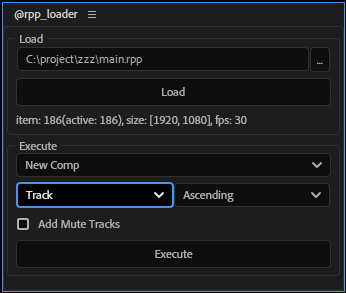 @rpp_loader
Load
C:\project\zzz\main.rpp
...
Load
item: 186(active: 186), size: [1920, 1080], fps: 30
Execute
New Comp
Track
Ascending
Add Mute Tracks
Execute